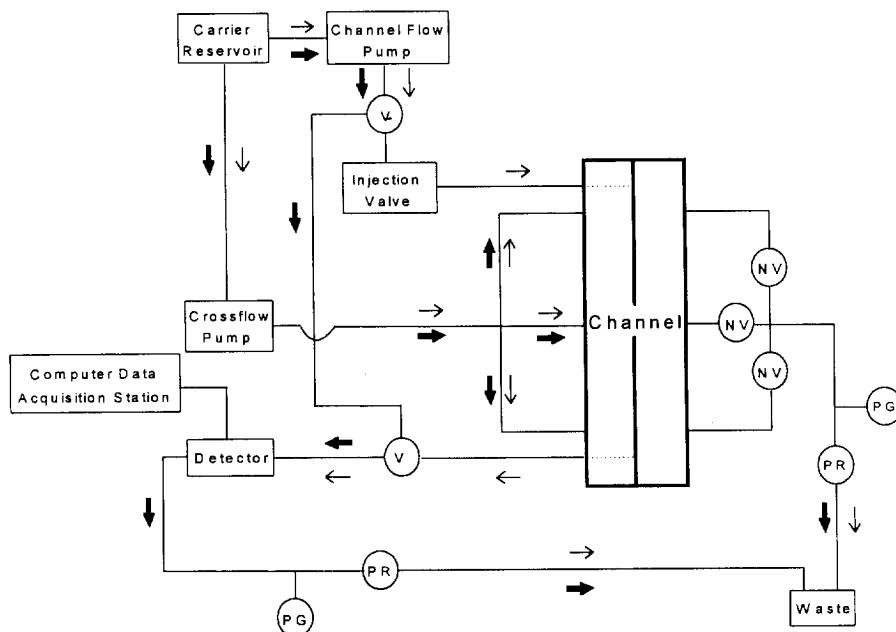 Carrier
Reservoir
Channel Flow
Pump
V
Injection
Valve
NV
Crossflow
Pump
Channel
NV
NV
Computer Data
Acquisition Station
PG
Detector
V
PR
PR
PG
Waste